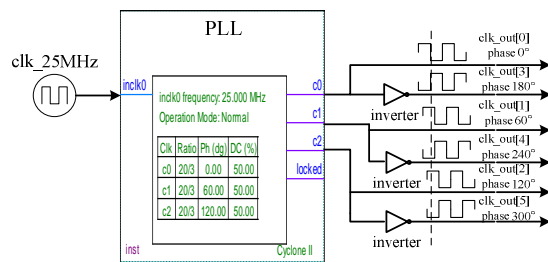 PLL
clk_25MHz
inclk0
inclk0 frequency: 25.000 MHz
Operation Mode: Normal
Clk Ratio Ph (dg) DC (%)
c0 20/3 0.00 50.00
c1 20/3 60.00 50.00
c2 20/3 120.00 50.00
inst
Cyclone II
c0
c1
c2
locked
inverter
inverter
inverter
clk_out[0]
phase 0°
clk_out[3]
phase 180°
clk_out[1]
phase 60°
clk_out[4]
phase 240°
clk_out[2]
phase 120°
clk_out[5]
phase 300°